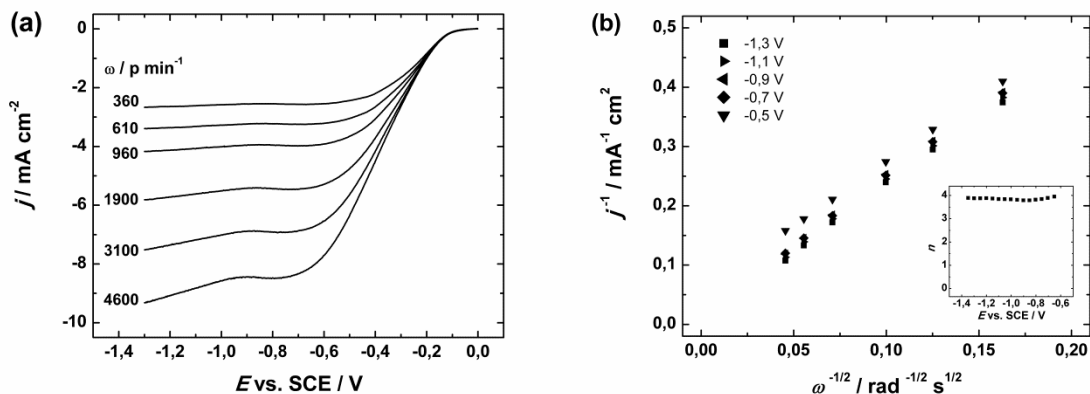 (a)
j / mA cm-2
0
-2
-4
-6
-8
-10
ω / p min-1
360
610
960
1900
3100
4600
-1,4
-1,2
-1,0
-0,8
-0,6
-0,4
-0,2
0,0
E vs. SCE / V
(b)
j-1 / mA-1 cm2
0,5
0,4
0,3
0,2
0,1
0,0
-1,3 V
-1,1 V
-0,9 V
-0,7 V
-0,5 V
n
4
3
2
1
0
-1,4
-1,2
-1,0
-0,8
-0,6
E vs. SCE / V
0,00
0,05
0,10
0,15
0,20
ω-1/2 / rad-1/2 s1/2